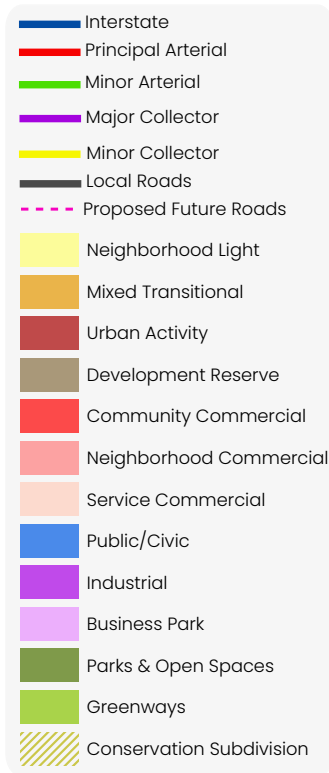 Interstate
Principal Arterial
Minor Arterial
Major Collector
Minor Collector
Local Roads
Proposed Future Roads
Neighborhood Light
Mixed Transitional
Urban Activity
Development Reserve
Community Commercial
Neighborhood Commercial
Service Commercial
Public/Civic
Industrial
Business Park
Parks & Open Spaces
Greenways
Conservation Subdivision